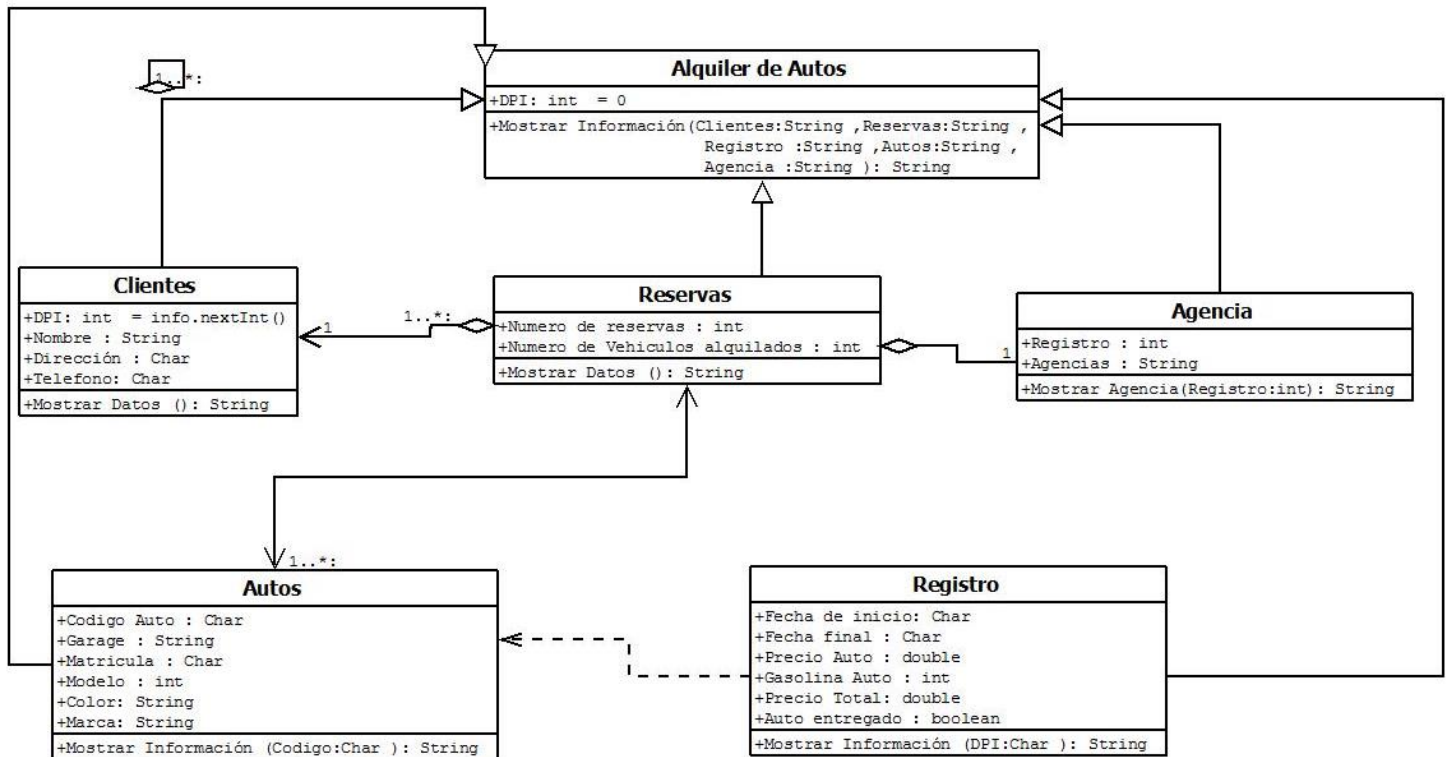 1..*:
Alquiler de Autos
+DPI: int = 0
+Mostrar Información(Clientes:String ,Reservas:String ,
Registro :String ,Autos:String ,
Agencia :String ): String
Clientes
+DPI: int = info.nextInt()
+Nombre : String
+Dirección : Char
+Telefono: Char
+Mostrar Datos (): String
1
1..*:
Reservas
+Numero de reservas : int
+Numero de Vehiculos alquilados : int
+Mostrar Datos (): String
1
Agencia
+Registro : int
+Agencias : String
+Mostrar Agencia(Registro:int): String
1..*:
Autos
+Codigo Auto : Char
+Garage : String
+Matricula : Char
+Modelo : int
+Color: String
+Marca: String
+Mostrar Información (Codigo:Char ): String
Registro
+Fecha de inicio: Char
+Fecha final : Char
+Precio Auto : double
+Gasolina Auto : int
+Precio Total: double
+Auto entregado : boolean
+Mostrar Información (DPI:Char ): String